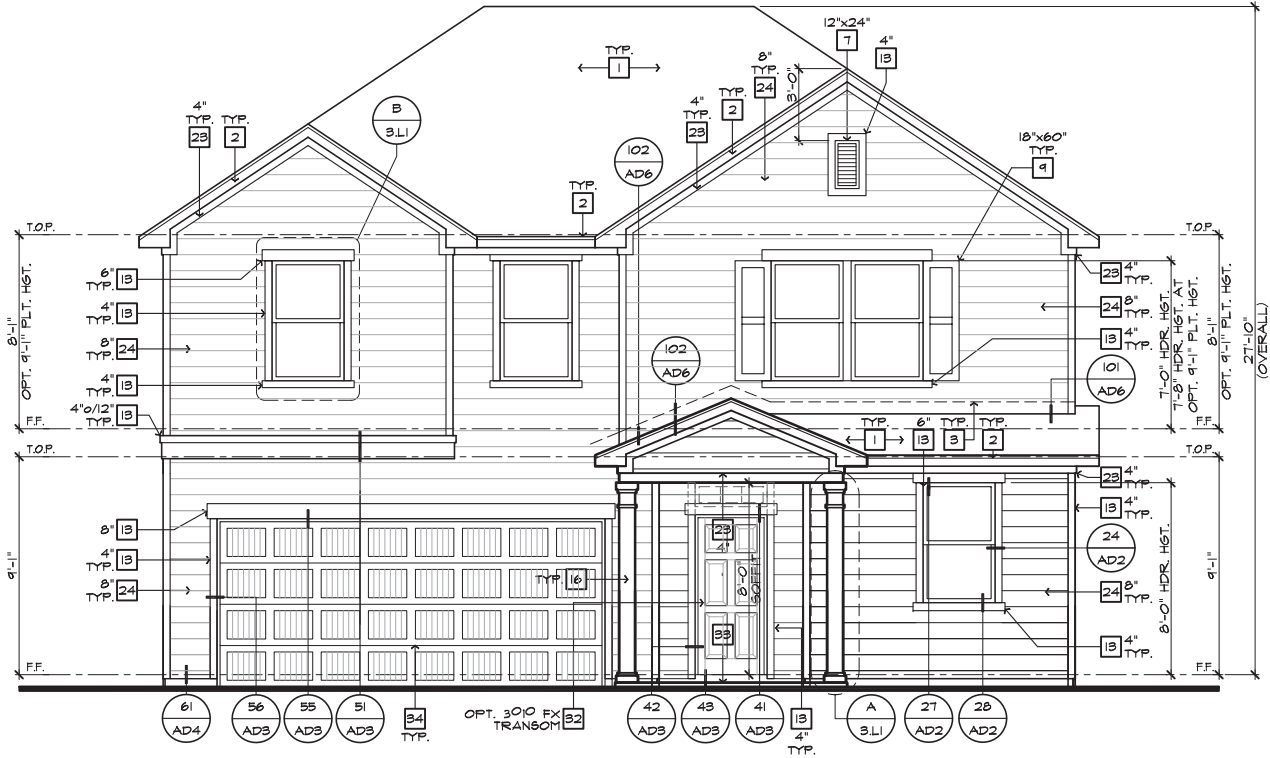 12"x24"
7
4"
13
TYP.
1
8"
TYP.
24
3'-0"
4"
TYP.
23
TYP.
2
4"
TYP.
23
TYP.
2
B
3.L1
102
AD6
18"x60"
TYP.
9
TYP.
2
T.O.P.
T.O.P.
6"
TYP.
13
4"
TYP.
13
8"
TYP.
24
4"
TYP.
13
4"o/12"
TYP.
13
8'-1"
OPT. 9'-1" PLT. HGT.
23
4"
TYP.
24
8"
TYP.
13
4"
TYP.
7'-0" HDR. HGT.
7'-8" HDR. HGT. AT
OPT. 9'-1" PLT. HGT.
8'-1"
OPT. 9'-1" PLT. HGT.
27'-10"
(OVERALL)
102
AD6
101
AD6
F.F.
F.F.
TYP.
1
6"
13
TYP.
3
TYP.
2
T.O.P.
T.O.P.
23
4"
TYP.
13
4"
TYP.
24
AD2
24
8"
TYP.
13
4"
TYP.
8'-0" HDR. HGT.
9'-1"
9'-1"
8"
13
4"
TYP.
13
8"
TYP.
24
TYP.
16
23
4"
8'-0"
SOFFIT
33
F.F.
F.F.
61
AD4
56
AD3
55
AD3
51
AD3
34
TYP.
OPT. 3010 FX
TRANSOM
32
42
AD3
43
AD3
41
AD3
13
4"
TYP.
A
3.L1
27
AD2
28
AD2